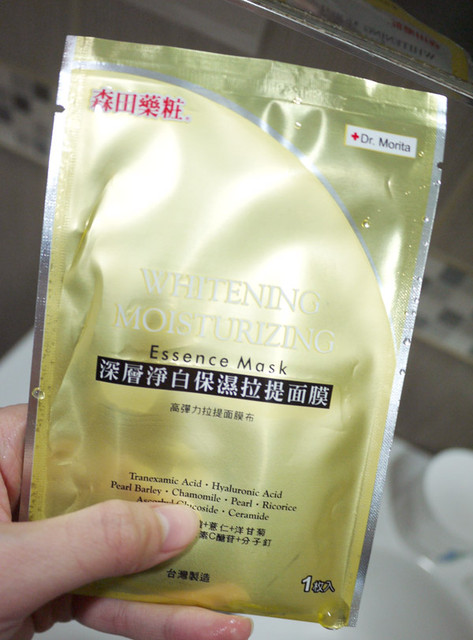 森田藥粧®
Dr. Morita
WHITENING
MOISTURIZING
Essence Mask
深層淨白保濕拉提面膜
高彈力拉提面膜布
Tranexamic Acid・Hyaluronic Acid
Pearl Barley・Chamomile・Pearl・Ricorice
Glucoside・Ceramide
+薏仁+洋甘菊
素C醣苷+分子釘
台灣製造
1枚入